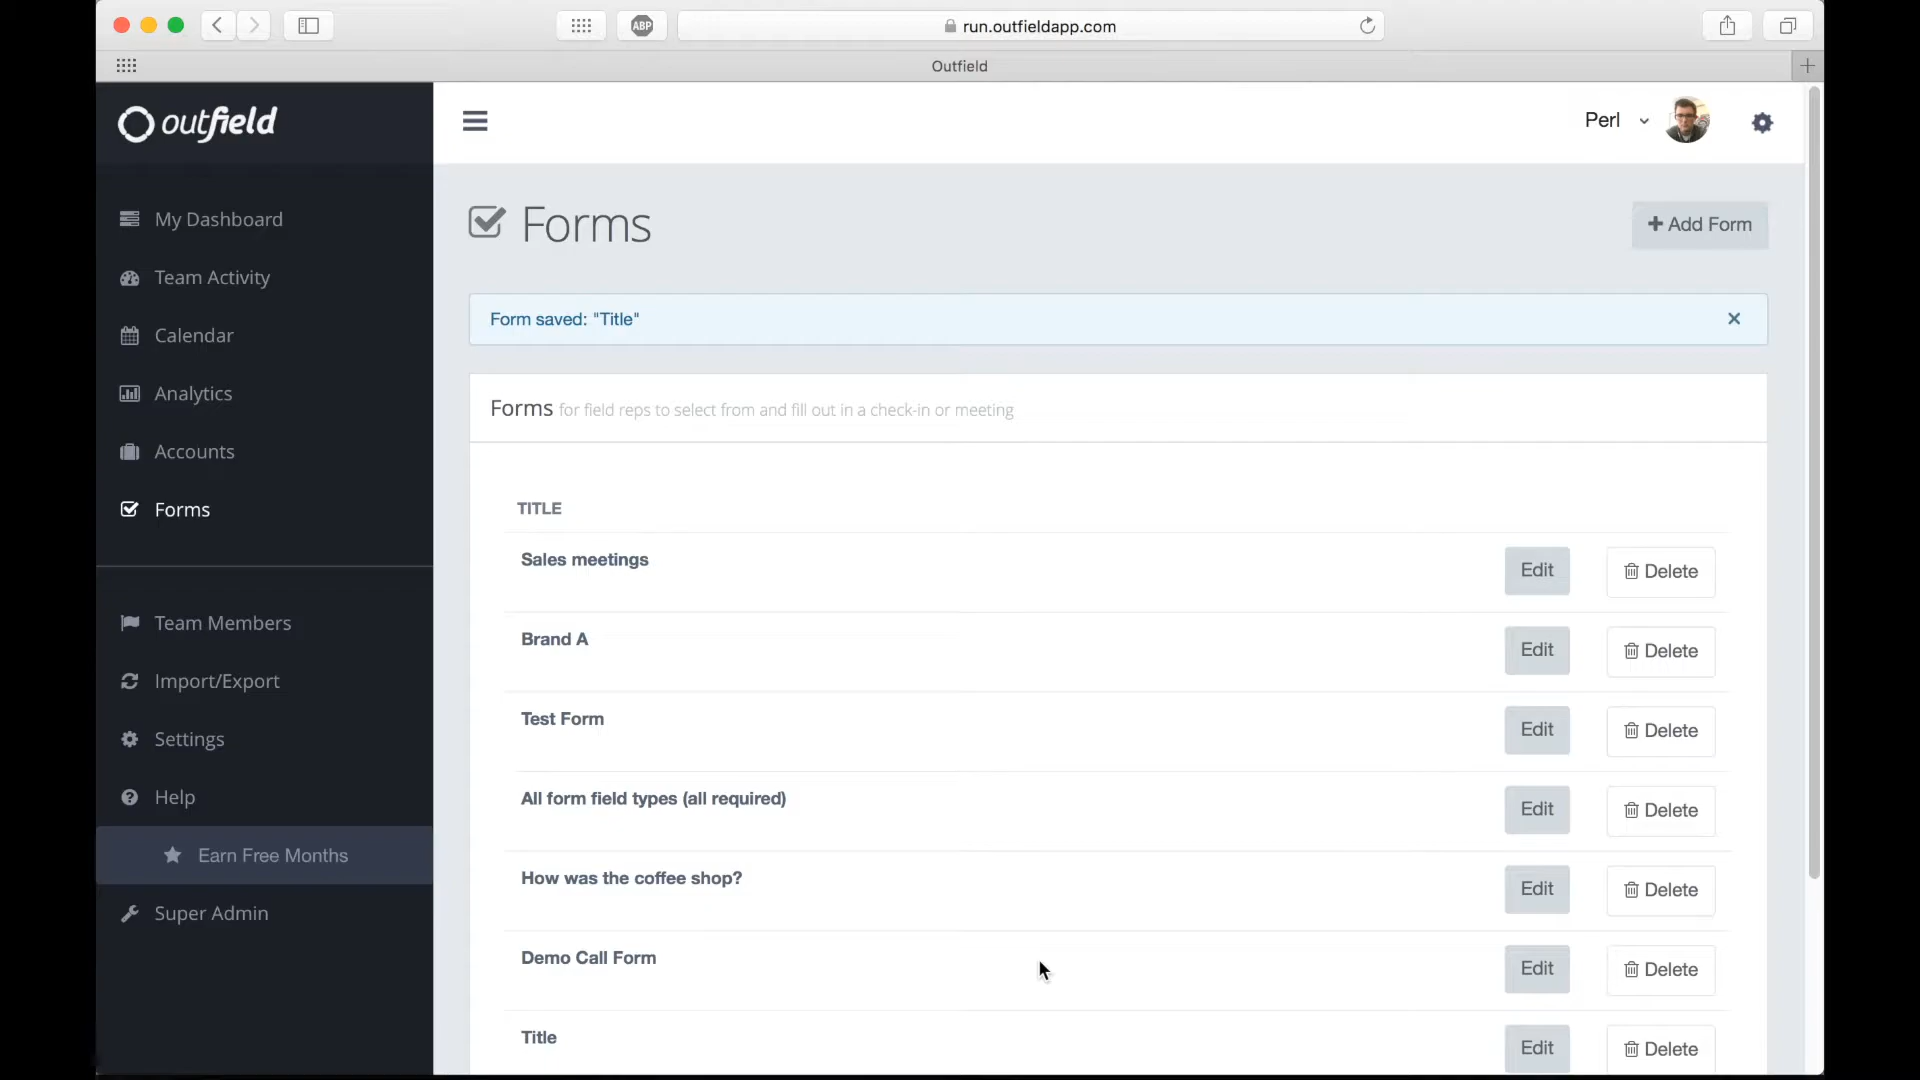 ABP
run.outfieldapp.com
Outfield
outfield
Perl
My Dashboard
Team Activity
Calendar
Analytics
Accounts
Forms
Team Members
Import/Export
Settings
Help
Earn Free Months
Super Admin
Forms
+ Add Form
Form saved: "Title"
×
Forms for field reps to select from and fill out in a check-in or meeting
TITLE
Sales meetings Edit Delete
Brand A Edit Delete
Test Form Edit Delete
All form field types (all required) Edit Delete
How was the coffee shop? Edit Delete
Demo Call Form Edit Delete
Title Edit Delete